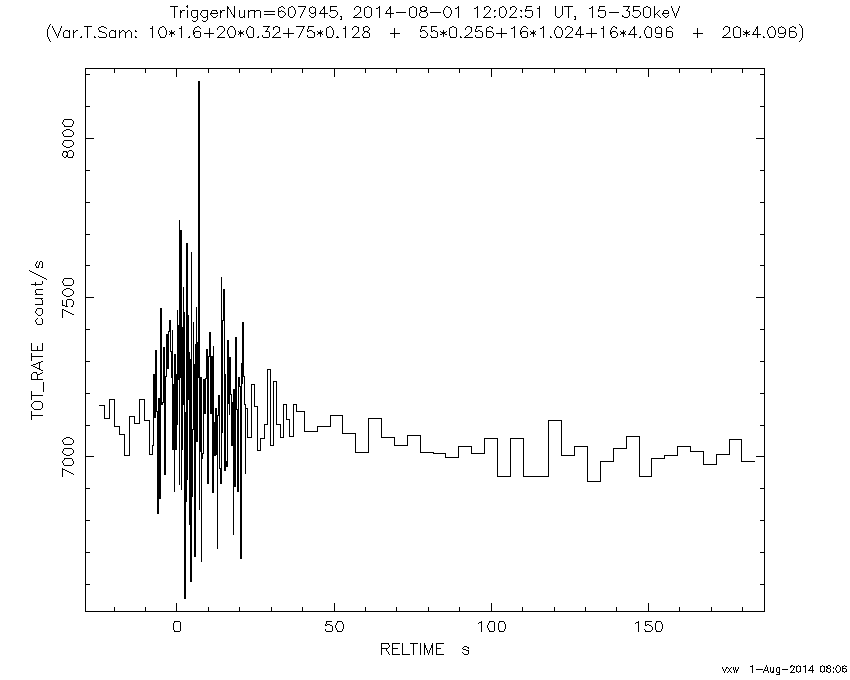 TriggerNum=607945, 2014-08-01 12:02:51 UT, 15-350keV
(Var.T.Sam: 10*1.6+20*0.32+75*0.128 + 55*0.256+16*1.024+16*4.096 + 20*4.096)
8000
7500
7000
TOT_RATE count/s
0 50 100 150
RELTIME s
vxw 1-Aug-2014 08:06